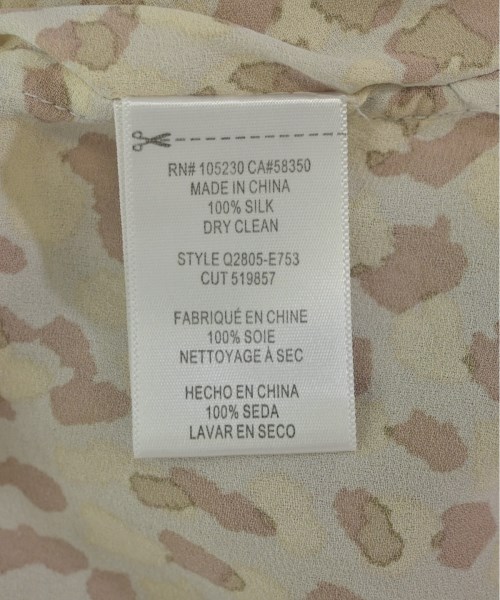 RN# 105230 CA#58350
MADE IN CHINA
100% SILK
DRY CLEAN
STYLE Q2805-E753
CUT 519857
FABRIQUÉ EN CHINE
100% SOIE
NETTOYAGE À SEC
HECHO EN CHINA
100% SEDA
LAVAR EN SECO